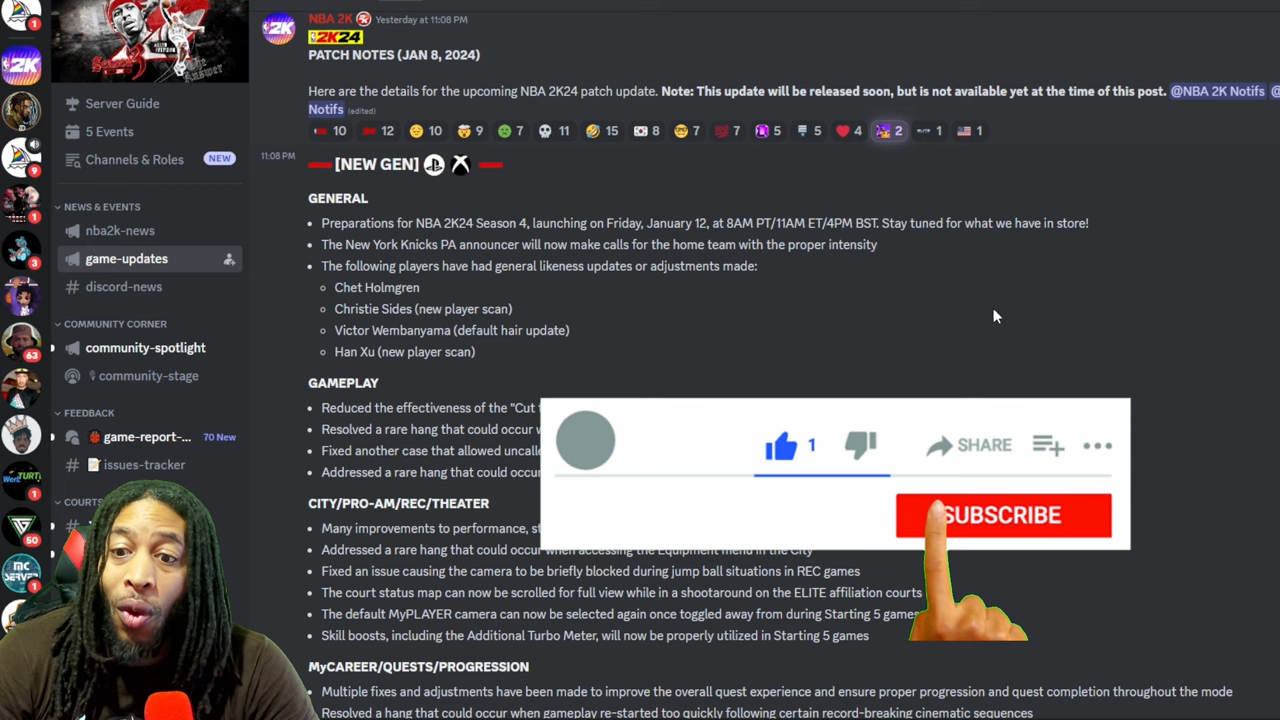 1
2K
9
1
3
63
1
50
1
Season 3
The Answer
Server Guide
5 Events
Channels & Roles NEW
NEWS & EVENTS
nba2k-news
game-updates
discord-news
COMMUNITY CORNER
community-spotlight
community-stage
FEEDBACK
game-report-... 70 New
issues-tracker
COURTS
NBA 2K Yesterday at 11:08 PM
2K24
PATCH NOTES (JAN 8, 2024)
Here are the details for the upcoming NBA 2K24 patch update. Note: This update will be released soon, but is not available yet at the time of this post. @NBA 2K Notifs @
Notifs (edited)
10 12 10 9 7 11 15 8 7 7 5 5 4 2 1 1
11:08 PM [NEW GEN]
GENERAL
• Preparations for NBA 2K24 Season 4, launching on Friday, January 12, at 8AM PT/11AM ET/4PM BST. Stay tuned for what we have in store!
• The New York Knicks PA announcer will now make calls for the home team with the proper intensity
• The following players have had general likeness updates or adjustments made:
Chet Holmgren
Christie Sides (new player scan)
Victor Wembanyama (default hair update)
Han Xu (new player scan)
GAMEPLAY
• Reduced the effectiveness of the "Cut
• Resolved a rare hang that could occur
• Fixed another case that allowed uncalle
• Addressed a rare hang that could occu
1 SHARE
SUBSCRIBE
CITY/PRO-AM/REC/THEATER
• Many improvements to performance, st
• Addressed a rare hang that could occur when accessing the Equipment menu in the City
• Fixed an issue causing the camera to be briefly blocked during jump ball situations in REC games
• The court status map can now be scrolled for full view while in a shootaround on the ELITE affiliation courts
• The default MyPLAYER camera can now be selected again once toggled away from during Starting 5 games
• Skill boosts, including the Additional Turbo Meter, will now be properly utilized in Starting 5 games
MyCAREER/QUESTS/PROGRESSION
• Multiple fixes and adjustments have been made to improve the overall quest experience and ensure proper progression and quest completion throughout the mode
Resolved a hang that could occur when gameplay re-started too quickly following certain record-breaking cinematic sequences